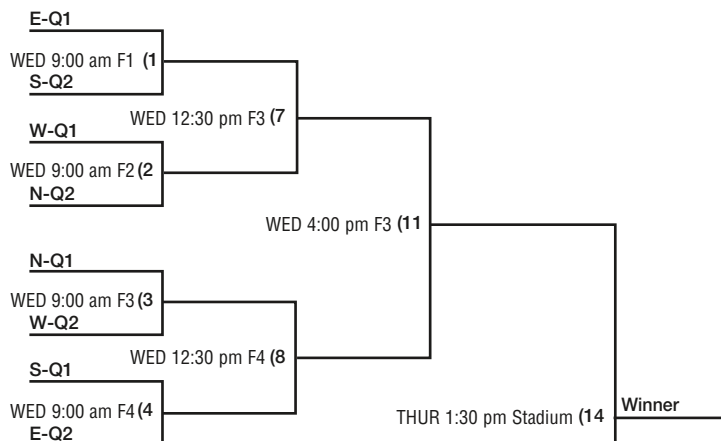 E-Q1
WED 9:00 am F1 (1
S-Q2
WED 12:30 pm F3 (7
W-Q1
WED 9:00 am F2 (2
N-Q2
WED 4:00 pm F3 (11
N-Q1
WED 9:00 am F3 (3
W-Q2
WED 12:30 pm F4 (8
S-Q1
WED 9:00 am F4 (4
E-Q2
THUR 1:30 pm Stadium (14
Winner